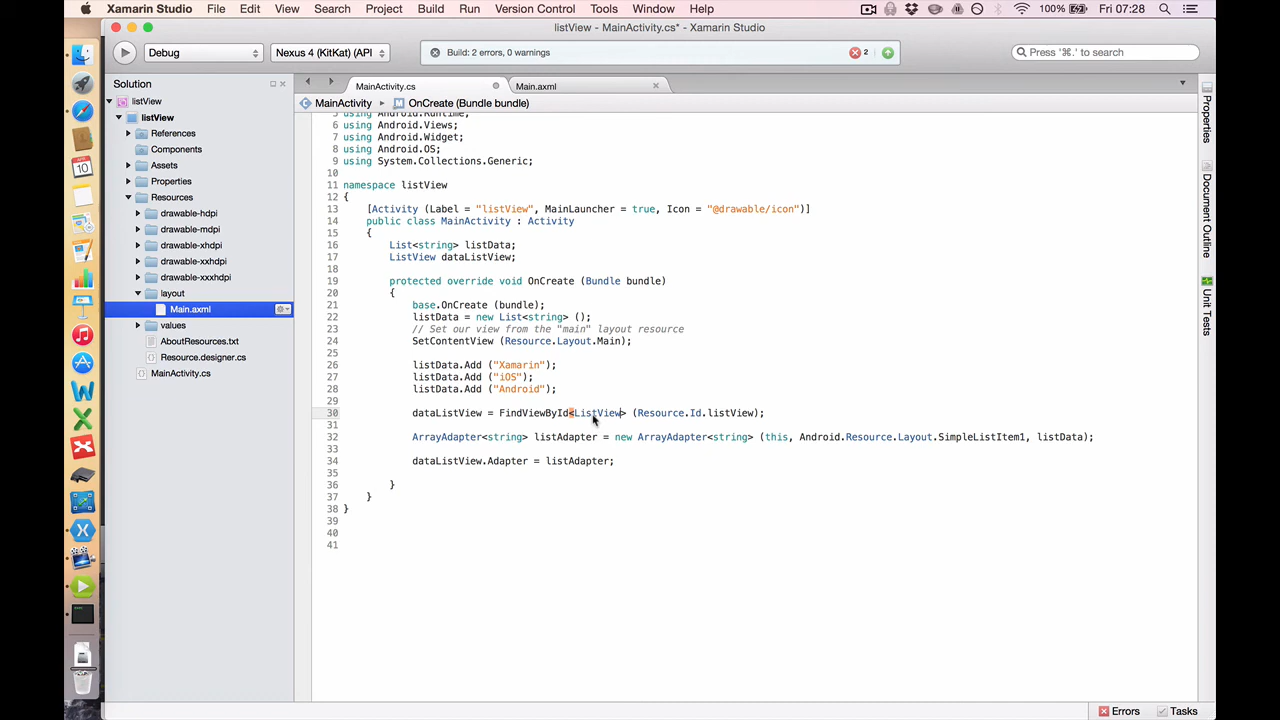 Xamarin Studio File Edit View Search Project Build Run Version Control Tools Window Help 100% Fri 07:28
listView – MainActivity.cs* – Xamarin Studio
Debug Nexus 4 (KitKat) (API Build: 2 errors, 0 warnings 2 Press '⌘.' to search
Solution
MainActivity.cs Main.axml
MainActivity OnCreate (Bundle bundle)
listView
listView
References
Components
Assets
Properties
Resources
drawable-hdpi
drawable-mdpi
drawable-xhdpi
drawable-xxhdpi
drawable-xxxhdpi
layout
Main.axml
values
AboutResources.txt
Resource.designer.cs
MainActivity.cs
5 using Android.Runtime;
6 using Android.Views;
7 using Android.Widget;
8 using Android.OS;
9 using System.Collections.Generic;
10
11 namespace listView
12 {
13 [Activity (Label = "listView", MainLauncher = true, Icon = "@drawable/icon")]
14 public class MainActivity : Activity
15 {
16 List<string> listData;
17 ListView dataListView;
18
19 protected override void OnCreate (Bundle bundle)
20 {
21 base.OnCreate (bundle);
22 listData = new List<string> ();
23 // Set our view from the "main" layout resource
24 SetContentView (Resource.Layout.Main);
25
26 listData.Add ("Xamarin");
27 listData.Add ("iOS");
28 listData.Add ("Android");
29
30 dataListView = FindViewById<ListView> (Resource.Id.listView);
31
32 ArrayAdapter<string> listAdapter = new ArrayAdapter<string> (this, Android.Resource.Layout.SimpleListItem1, listData);
33
34 dataListView.Adapter = listAdapter;
35
36 }
37 }
38 }
39
40
41
Properties
Document Outline
Unit Tests
Errors Tasks
APR
10